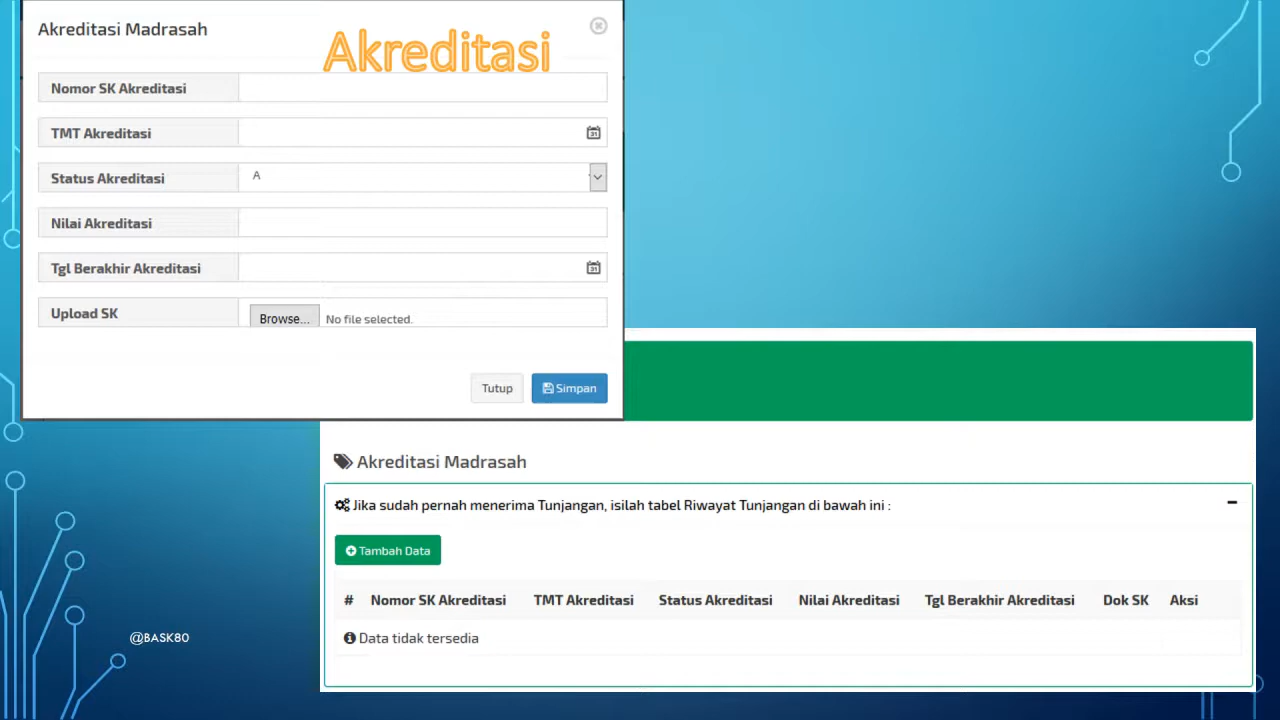 Akreditasi Madrasah
Akreditasi
Nomor SK Akreditasi
TMT Akreditasi
31
Status Akreditasi A
Nilai Akreditasi
Tgl Berakhir Akreditasi
31
Upload SK Browse... No file selected.
Tutup Simpan
Akreditasi Madrasah
Jika sudah pernah menerima Tunjangan, isilah tabel Riwayat Tunjangan di bawah ini :
Tambah Data
# Nomor SK Akreditasi TMT Akreditasi Status Akreditasi Nilai Akreditasi Tgl Berakhir Akreditasi Dok SK Aksi
Data tidak tersedia
@BASK80